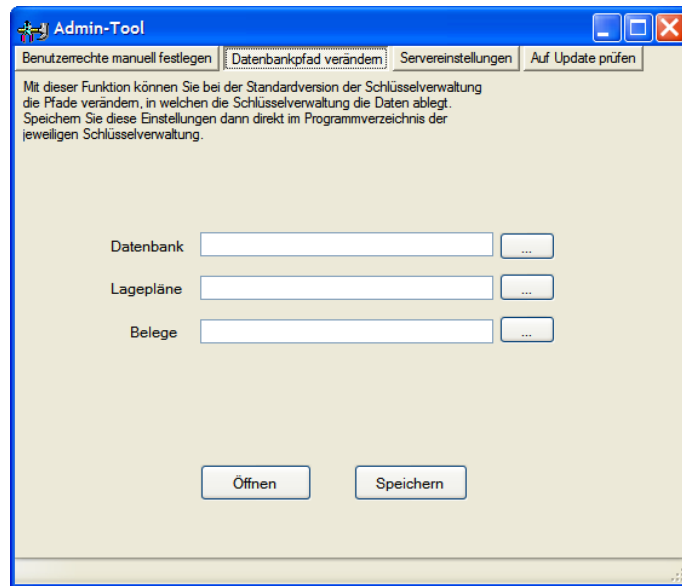 Admin-Tool
Benutzerrechte manuell festlegen Datenbankpfad verändern Servereinstellungen Auf Update prüfen
Mit dieser Funktion können Sie bei der Standardversion der Schlüsselverwaltung
die Pfade verändern, in welchen die Schlüsselverwaltung die Daten ablegt.
Speichern Sie diese Einstellungen dann direkt im Programmverzeichnis der
jeweiligen Schlüsselverwaltung.
Datenbank ...
Lagepläne ...
Belege ...
Öffnen Speichern